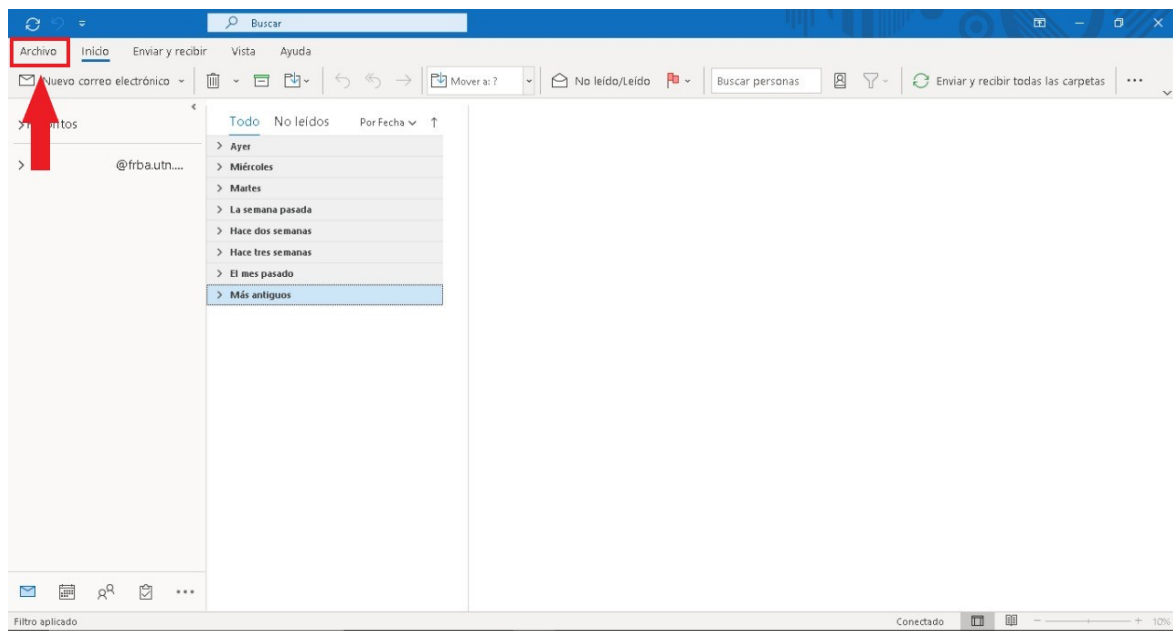 Buscar
Archivo Inicio Enviar y recibir Vista Ayuda
Nuevo correo electrónico Mover a: ? No leído/Leído Buscar personas Enviar y recibir todas las carpetas
Todo No leídos Por Fecha
@frba.utn....
Ayer
Miércoles
Martes
La semana pasada
Hace dos semanas
Hace tres semanas
El mes pasado
Más antiguos
Filtro aplicado Conectado 10%